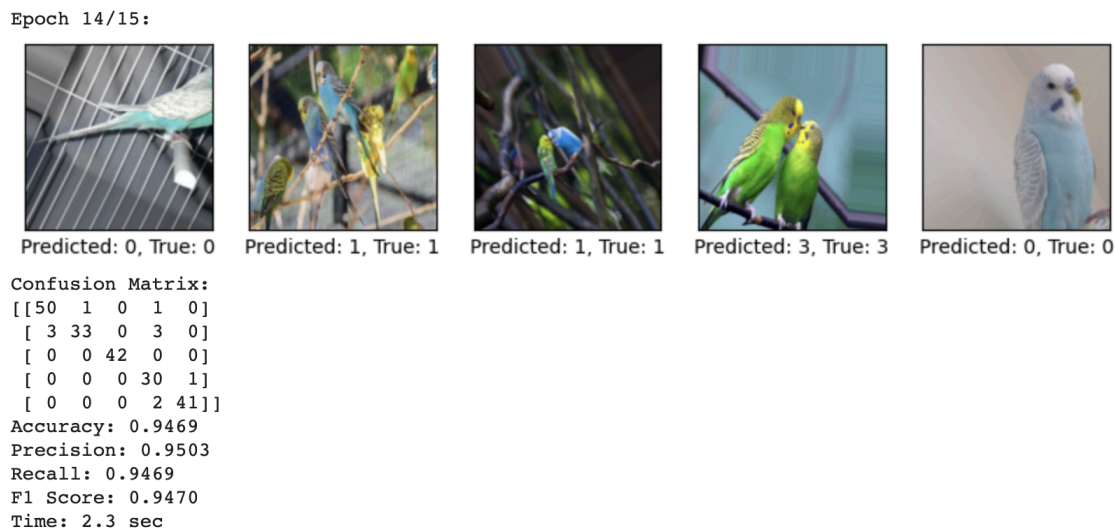 Epoch 14/15:
Predicted: 0, True: 0
Predicted: 1, True: 1
Predicted: 1, True: 1
Predicted: 3, True: 3
Predicted: 0, True: 0
Confusion Matrix:
[[50 1 0 1 0]
[ 3 33 0 3 0]
[ 0 0 42 0 0]
[ 0 0 0 30 1]
[ 0 0 0 2 41]]
Accuracy: 0.9469
Precision: 0.9503
Recall: 0.9469
F1 Score: 0.9470
Time: 2.3 sec